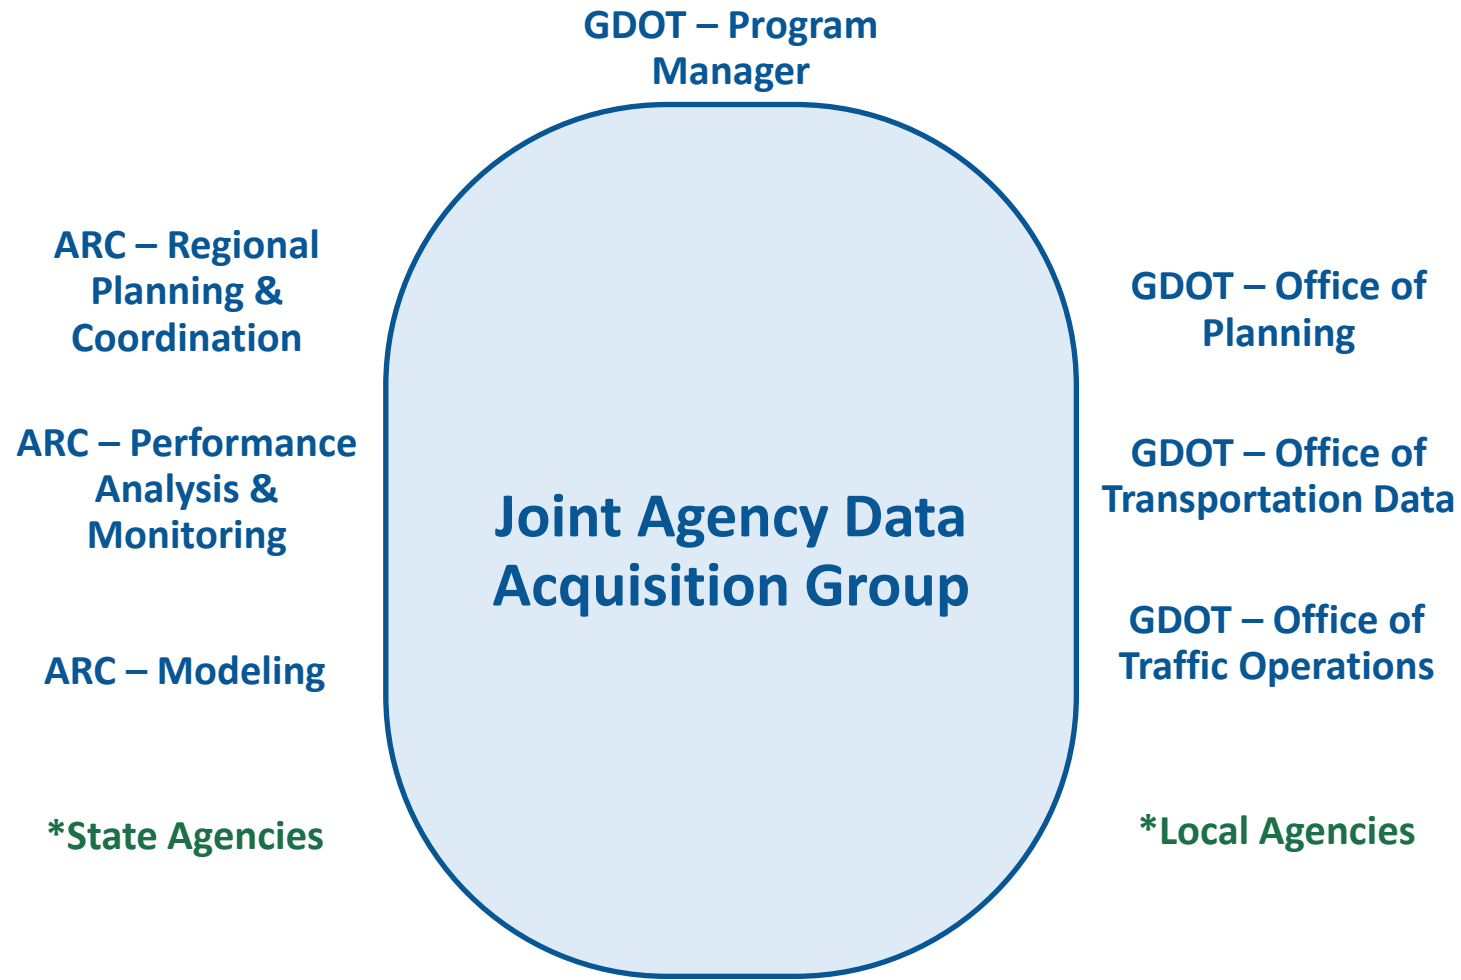 GDOT – Program
Manager
ARC – Regional
Planning &
Coordination
ARC – Performance
Analysis &
Monitoring
ARC – Modeling
*State Agencies
Joint Agency Data
Acquisition Group
GDOT – Office of
Planning
GDOT – Office of
Transportation Data
GDOT – Office of
Traffic Operations
*Local Agencies